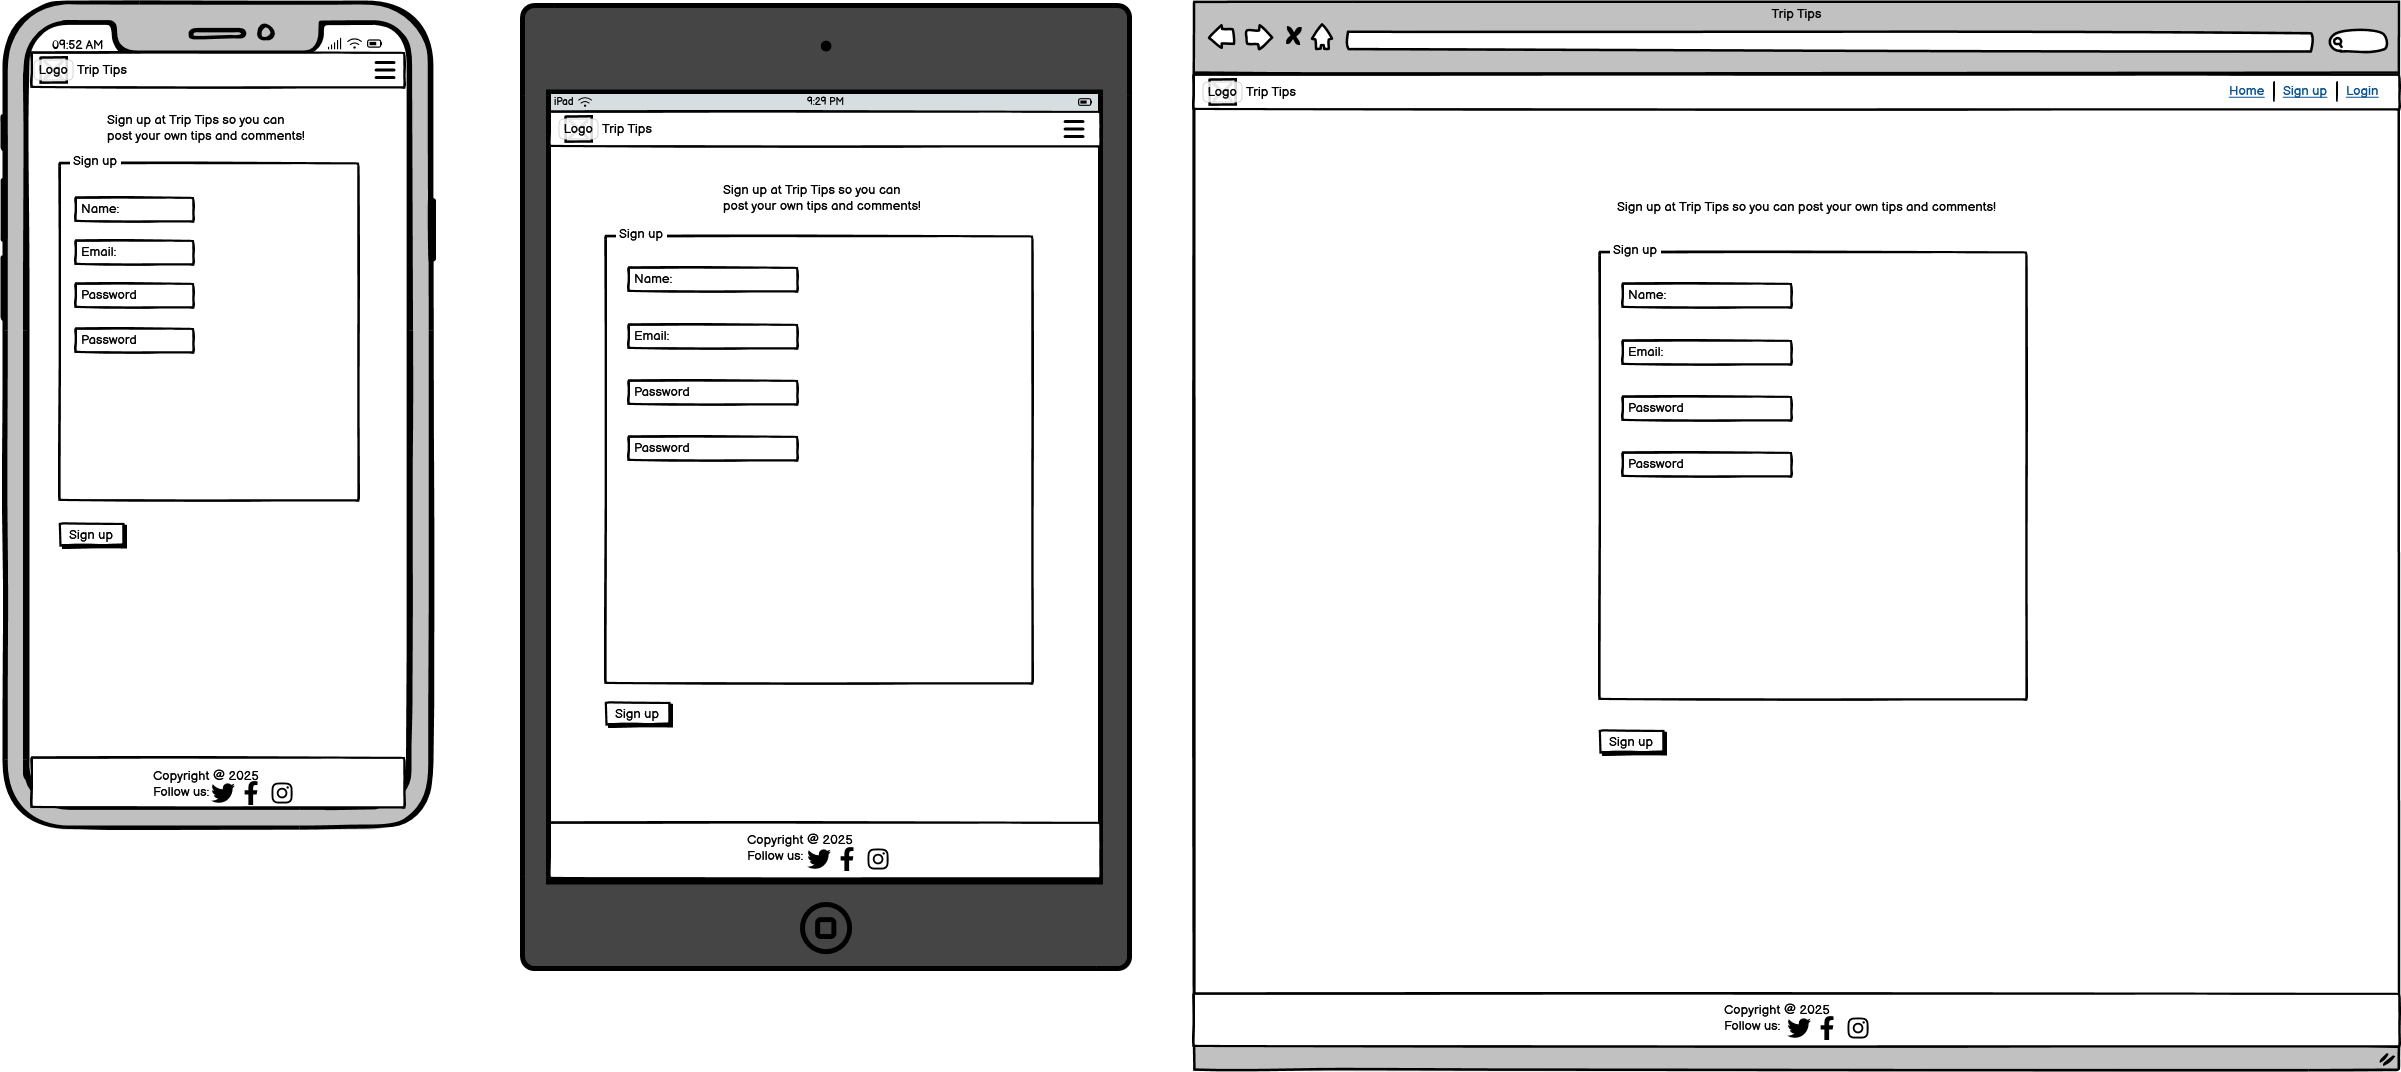 09:52 AM
Logo Trip Tips
Sign up at Trip Tips so you can
post your own tips and comments!
Sign up
Name:
Email:
Password
Password
Sign up
Copyright @ 2025
Follow us:
iPad 9:29 PM
Logo Trip Tips
Sign up at Trip Tips so you can
post your own tips and comments!
Sign up
Name:
Email:
Password
Password
Sign up
Copyright @ 2025
Follow us:
Trip Tips
Logo Trip Tips Home Sign up Login
Sign up at Trip Tips so you can post your own tips and comments!
Sign up
Name:
Email:
Password
Password
Sign up
Copyright @ 2025
Follow us: